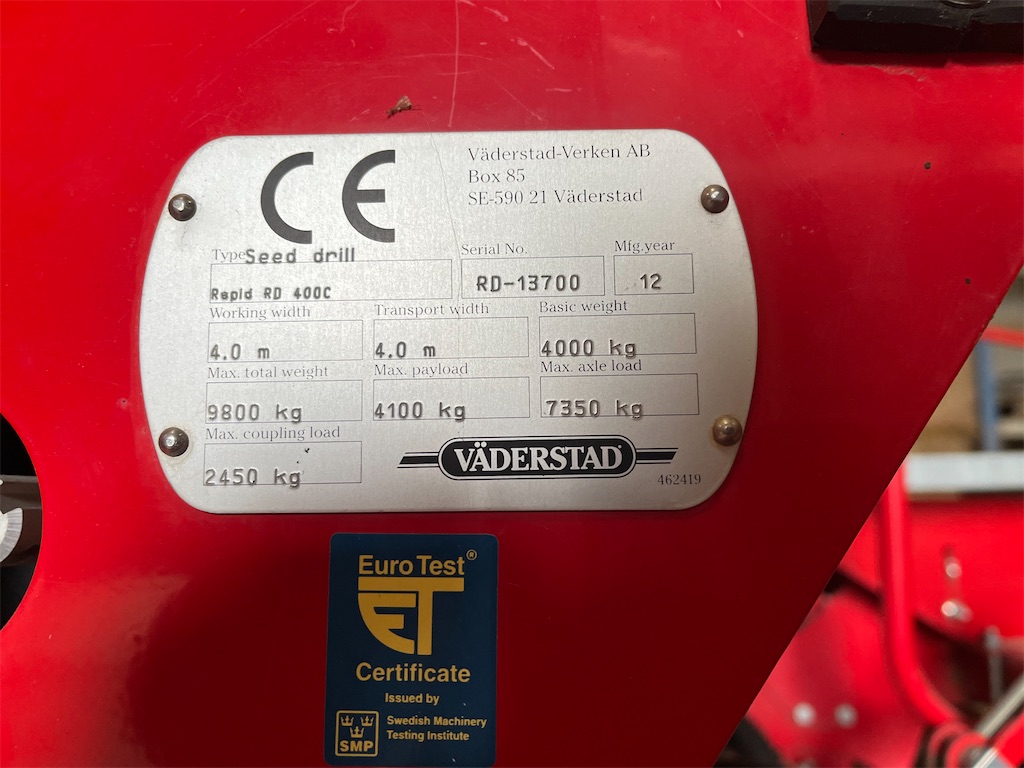 CE
Väderstad-Verken AB
Box 85
SE-590 21 Väderstad
Type Seed drill
Rapid RD 400C
Serial No.
RD-13700
Mfg.year
12
Working width
4.0 m
Transport width
4.0 m
Basic weight
4000 kg
Max. total weight
9800 kg
Max. payload
4100 kg
Max. axle load
7350 kg
Max. coupling load
2450 kg
VÄDERSTAD
462419
Euro Test®
ET
Certificate
Issued by
SMP
Swedish Machinery
Testing Institute